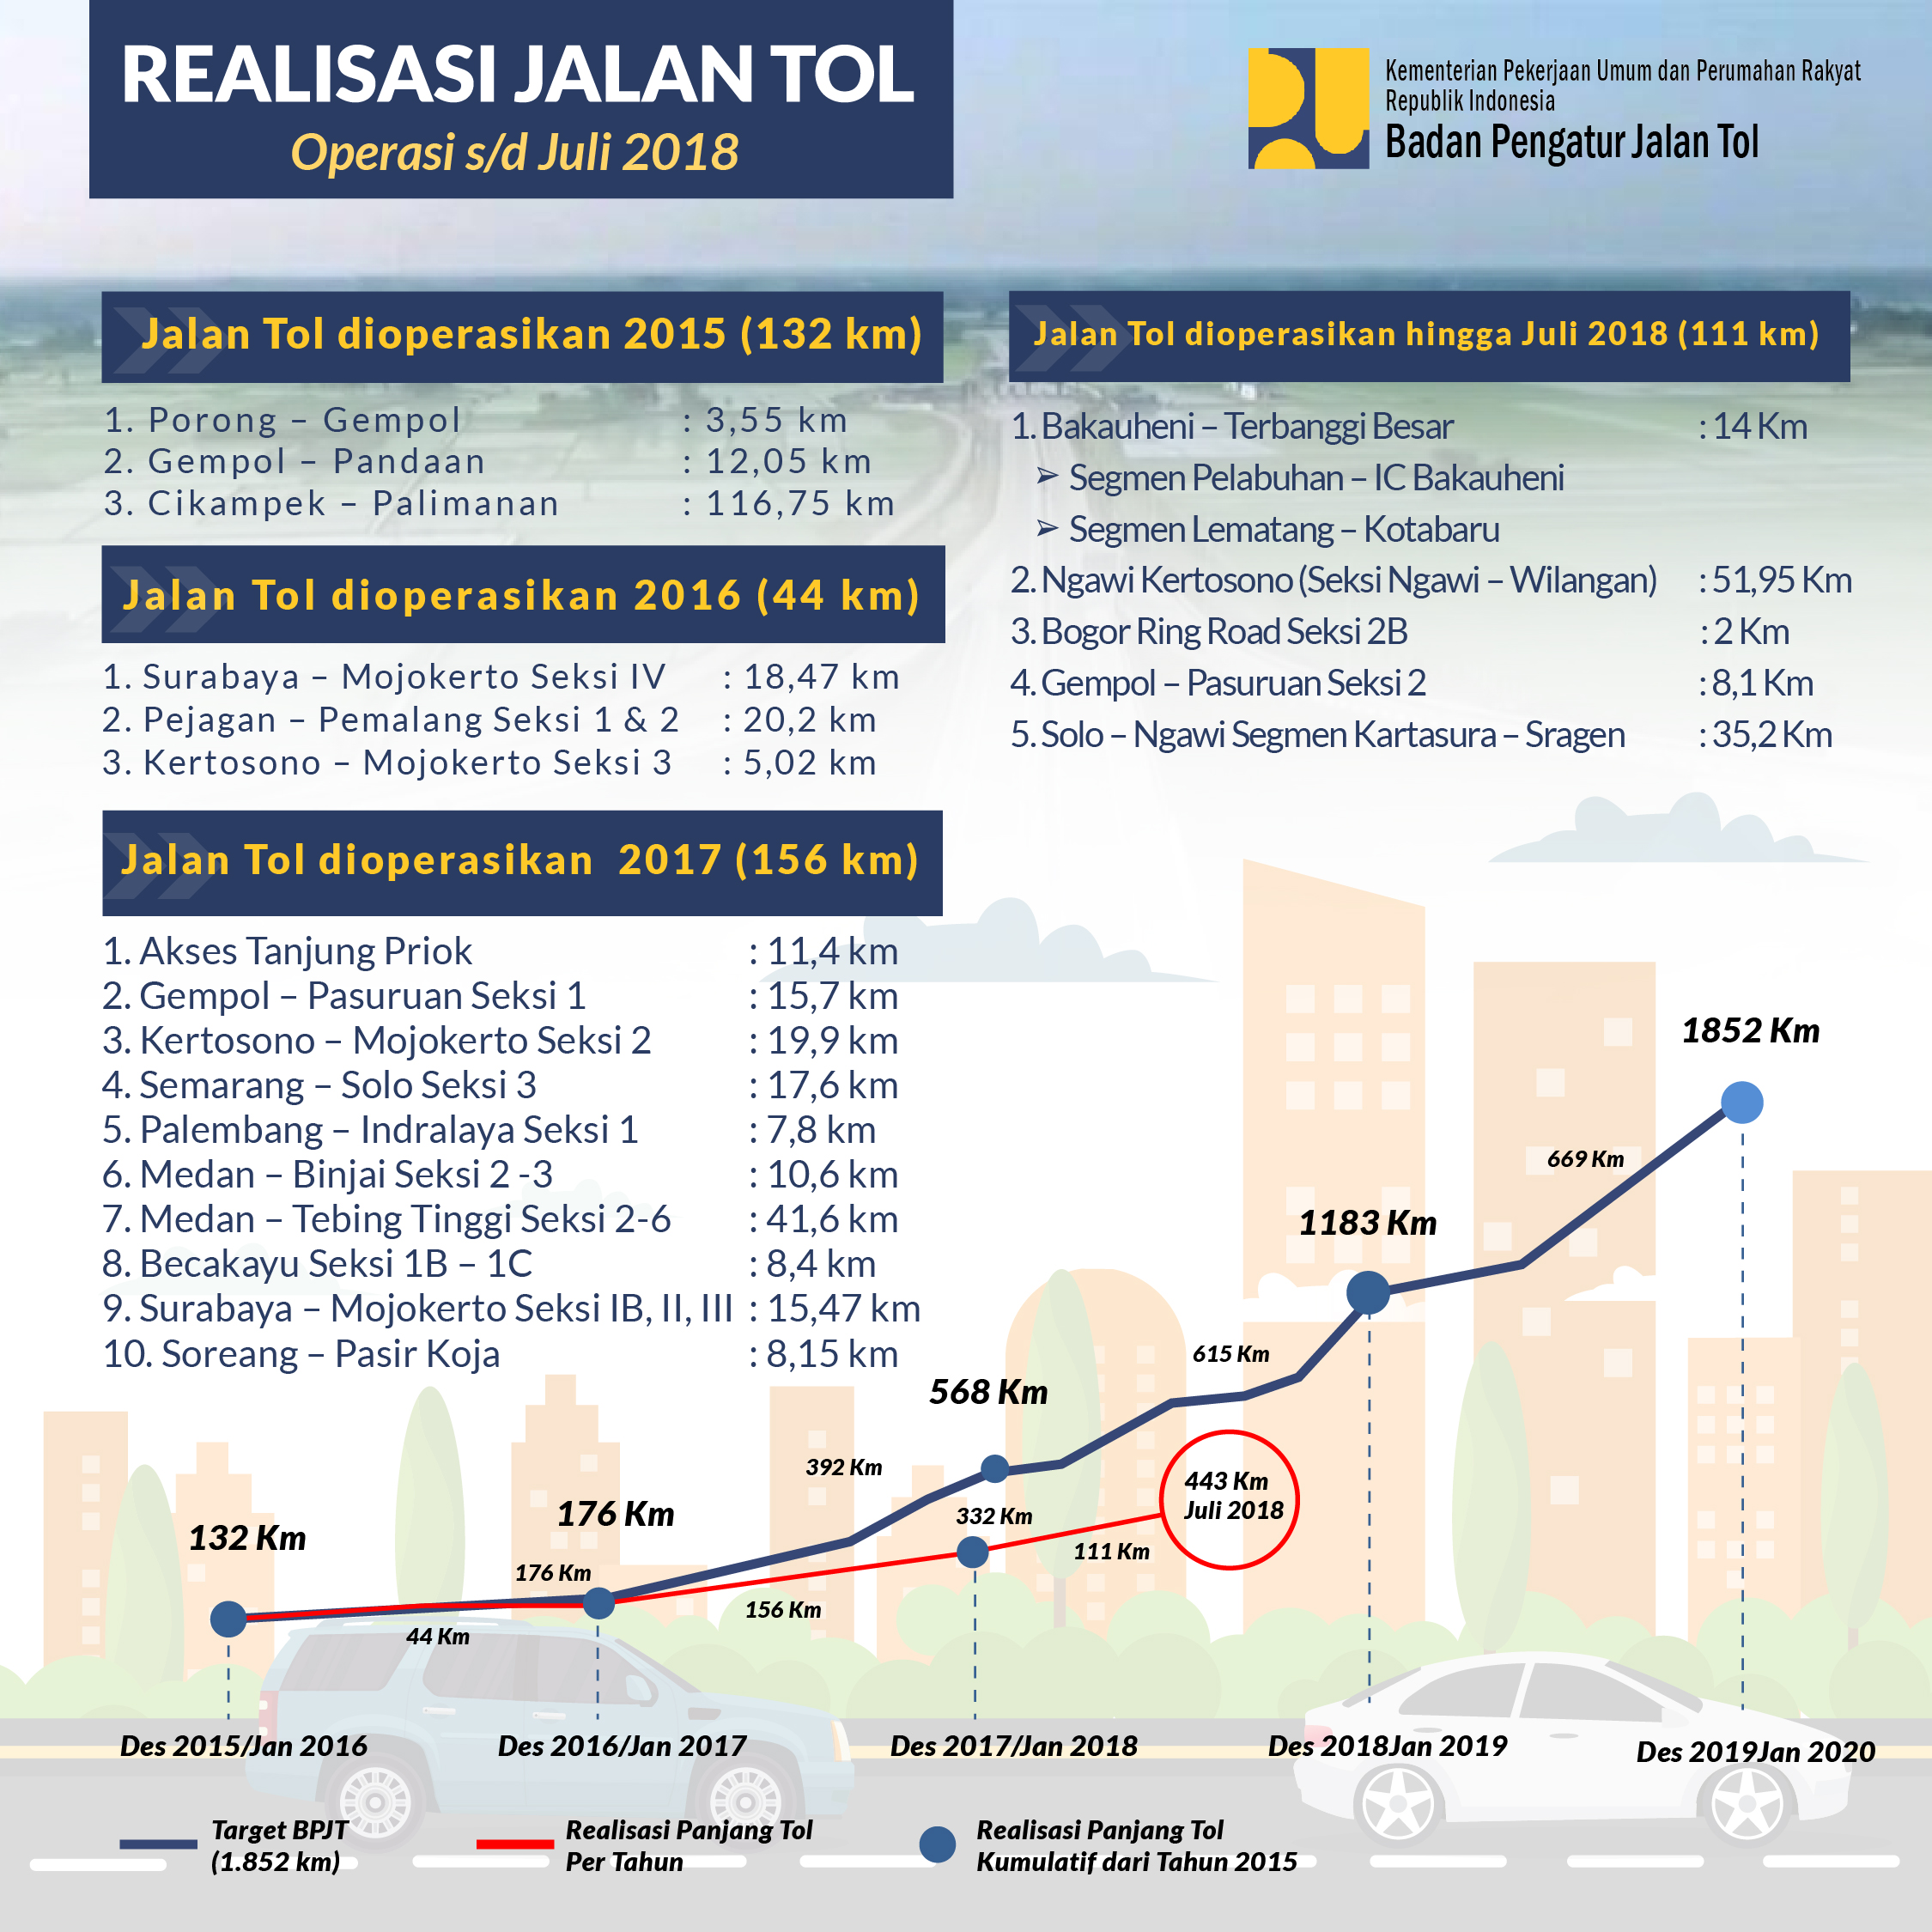 REALISASI JALAN TOL
Operasi s/d Juli 2018
Kementerian Pekerjaan Umum dan Perumahan Rakyat
Republik Indonesia
Badan Pengatur Jalan Tol
Jalan Tol dioperasikan 2015 (132 km)
1. Porong – Gempol : 3,55 km
2. Gempol – Pandaan : 12,05 km
3. Cikampek – Palimanan : 116,75 km
Jalan Tol dioperasikan 2016 (44 km)
1. Surabaya – Mojokerto Seksi IV : 18,47 km
2. Pejagan – Pemalang Seksi 1 & 2 : 20,2 km
3. Kertosono – Mojokerto Seksi 3 : 5,02 km
Jalan Tol dioperasikan 2017 (156 km)
1. Akses Tanjung Priok : 11,4 km
2. Gempol – Pasuruan Seksi 1 : 15,7 km
3. Kertosono – Mojokerto Seksi 2 : 19,9 km
4. Semarang – Solo Seksi 3 : 17,6 km
5. Palembang – Indralaya Seksi 1 : 7,8 km
6. Medan – Binjai Seksi 2 -3 : 10,6 km
7. Medan – Tebing Tinggi Seksi 2-6 : 41,6 km
8. Becakayu Seksi 1B – 1C : 8,4 km
9. Surabaya – Mojokerto Seksi IB, II, III : 15,47 km
10. Soreang – Pasir Koja : 8,15 km
Jalan Tol dioperasikan hingga Juli 2018 (111 km)
1. Bakauheni – Terbanggi Besar : 14 Km
➢ Segmen Pelabuhan – IC Bakauheni
➢ Segmen Lematang – Kotabaru
2. Ngawi Kertosono (Seksi Ngawi – Wilangan) : 51,95 Km
3. Bogor Ring Road Seksi 2B : 2 Km
4. Gempol – Pasuruan Seksi 2 : 8,1 Km
5. Solo – Ngawi Segmen Kartasura – Sragen : 35,2 Km
1852 Km
669 Km
1183 Km
615 Km
568 Km
392 Km
443 Km
Juli 2018
332 Km
111 Km
176 Km
132 Km
176 Km
156 Km
44 Km
Des 2015/Jan 2016
Des 2016/Jan 2017
Des 2017/Jan 2018
Des 2018Jan 2019
Des 2019Jan 2020
Target BPJT
(1.852 km)
Realisasi Panjang Tol
Per Tahun
Realisasi Panjang Tol
Kumulatif dari Tahun 2015